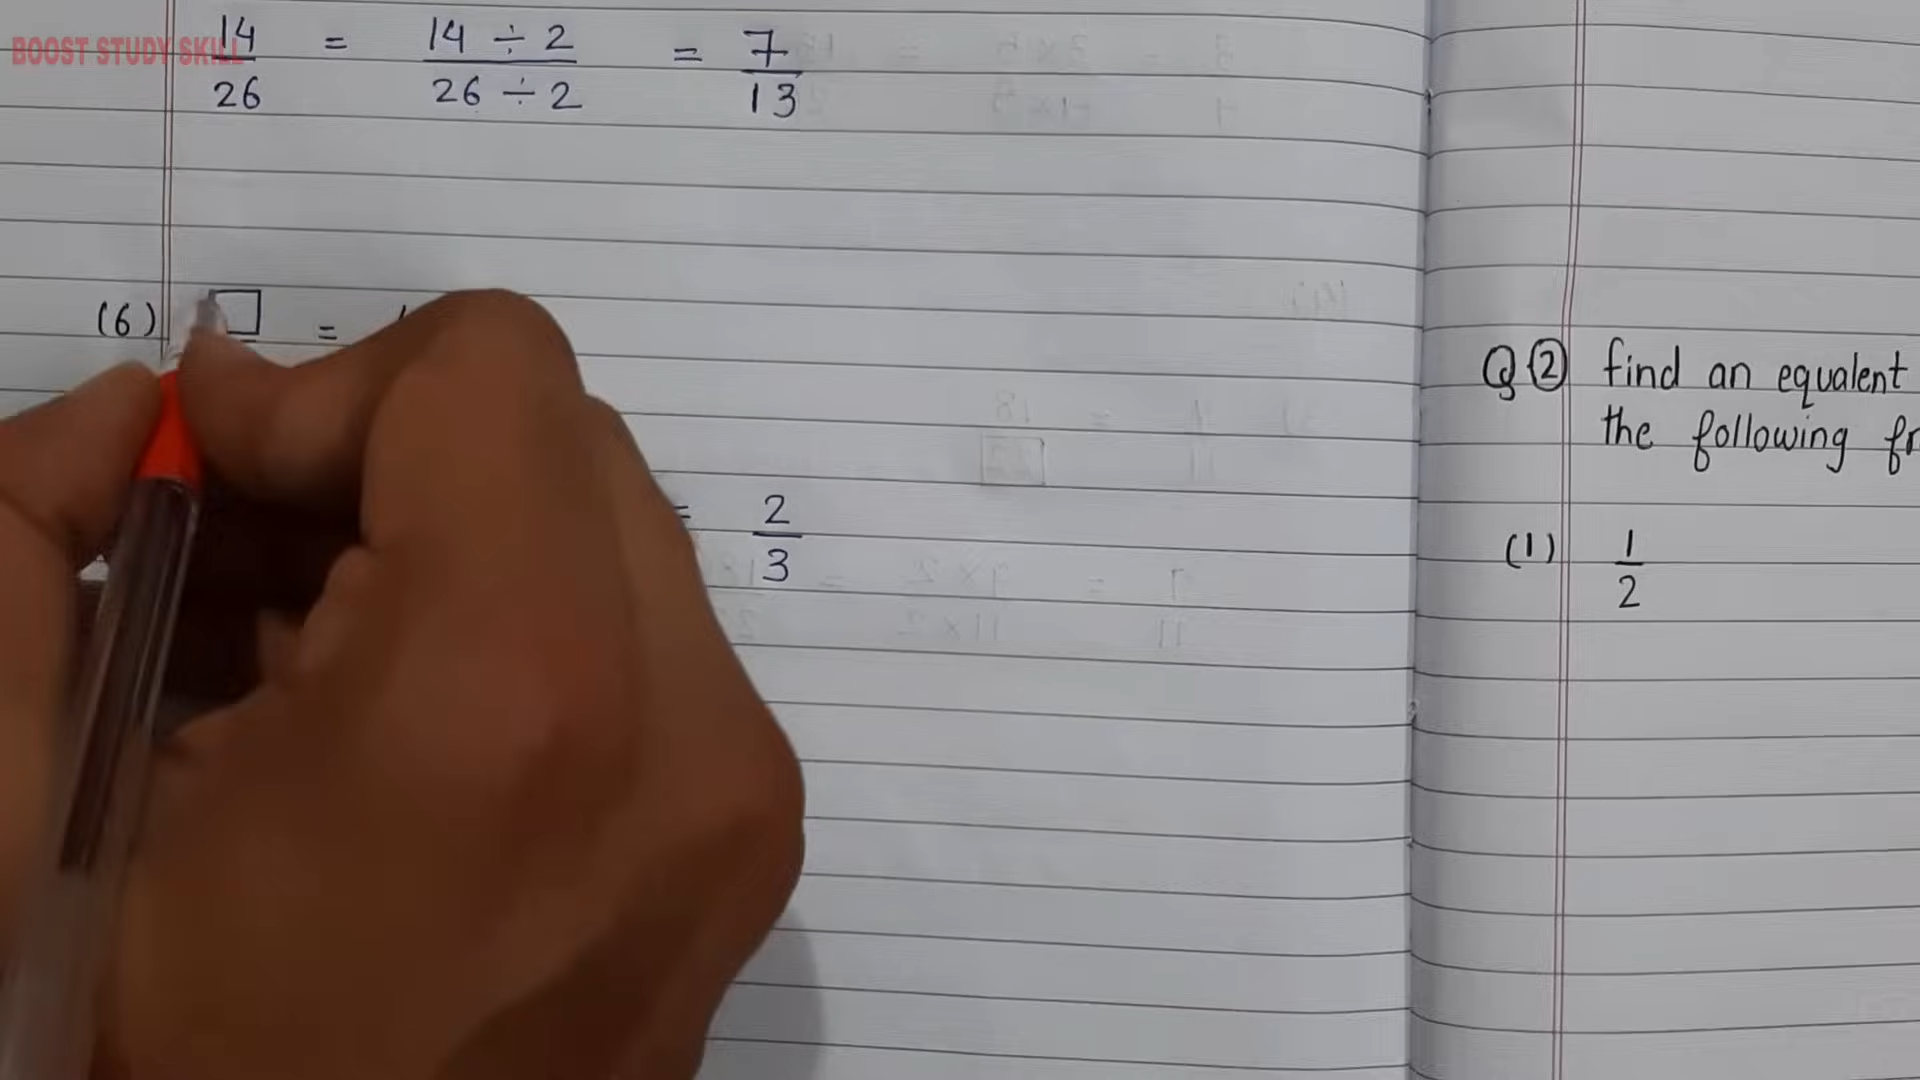 BOOST STUDY SKILL
14/26 = 14 ÷ 2/26 ÷ 2 = 7/13
(6) □ =
= 2/3
Q② find an equalent
the following fr
(1) 1/2